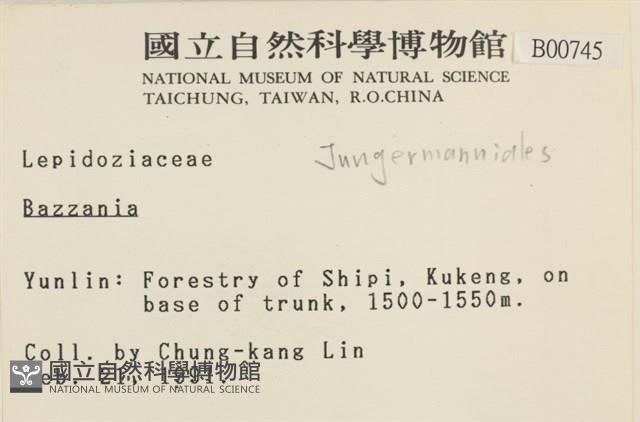 國立自然科學博物館
B00745
NATIONAL MUSEUM OF NATURAL SCIENCE
TAICHUNG, TAIWAN, R.O.CHINA
Lepidoziaceae
Jungermanniales
Bazzania
Yunlin: Forestry of Shipi, Kukeng, on
base of trunk, 1500-1550m.
Coll. by Chung-kang Lin
國立自然科學博物館
NATIONAL MUSEUM OF NATURAL SCIENCE